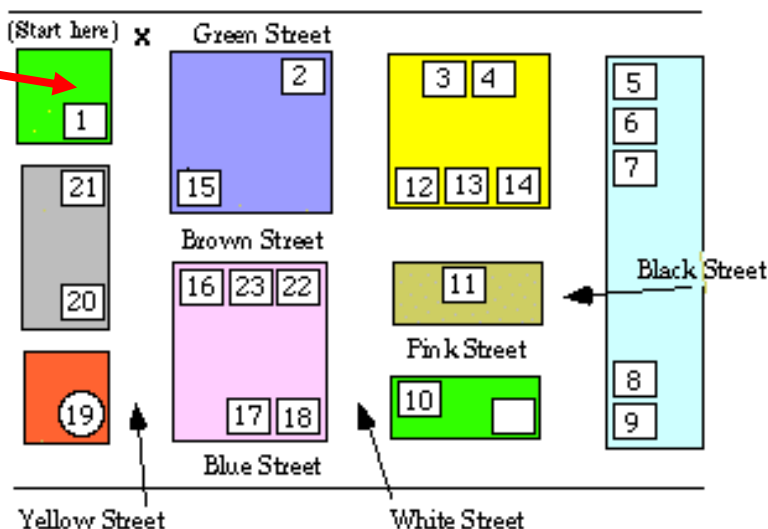 (Start here) x Green Street
2 3 4 5
1 6
21 15 12 13 14 7
Brown Street
16 23 22 11 Black Street
20
Pink Street
19 17 18 10 8
9
Blue Street
Yellow Street White Street